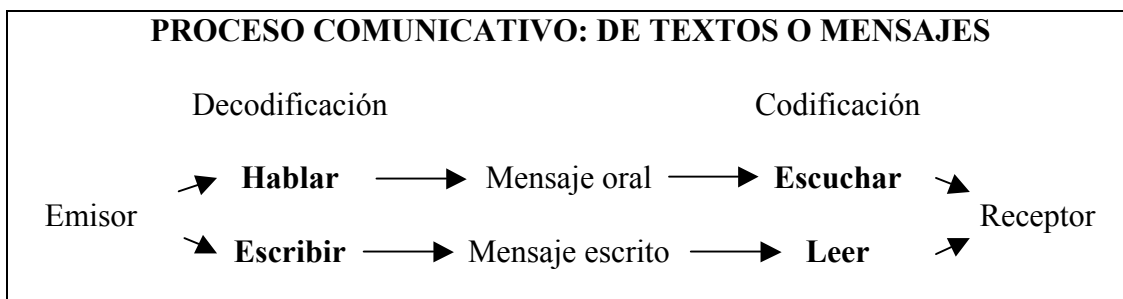 PROCESO COMUNICATIVO: DE TEXTOS O MENSAJES
Decodificación Codificación
Hablar Mensaje oral Escuchar
Emisor Receptor
Escribir Mensaje escrito Leer